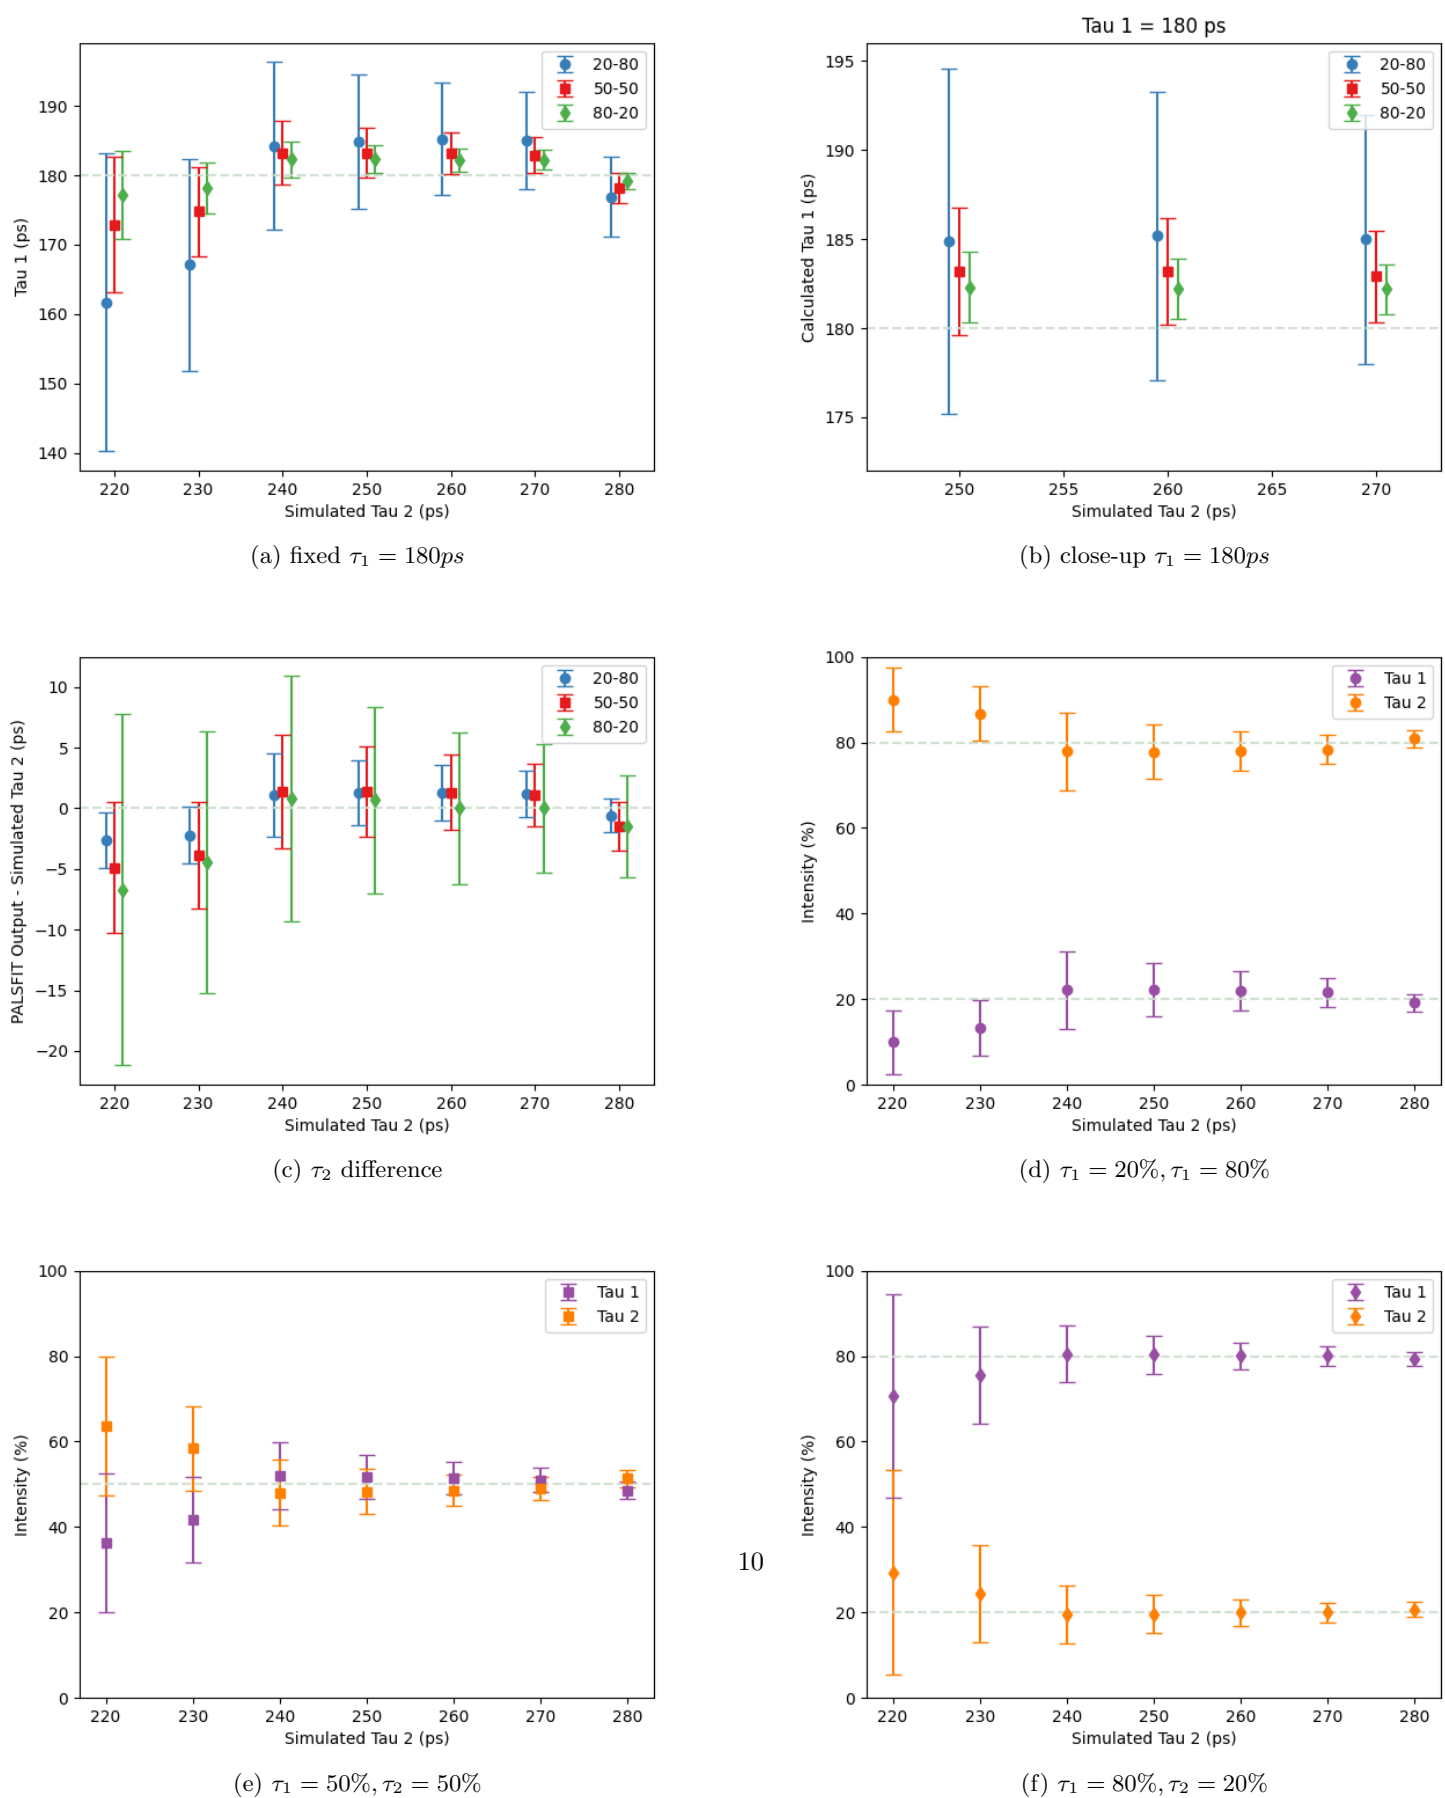 20-80
50-50
80-20
190
180
170
160
150
140
Tau 1 (ps)
220 230 240 250 260 270 280
Simulated Tau 2 (ps)
(a) fixed τ₁ = 180ps
Tau 1 = 180 ps
20-80
50-50
80-20
195
190
185
180
175
Calculated Tau 1 (ps)
250 255 260 265 270
Simulated Tau 2 (ps)
(b) close-up τ₁ = 180ps
20-80
50-50
80-20
10
5
0
−5
−10
−15
−20
PALSFIT Output - Simulated Tau 2 (ps)
220 230 240 250 260 270 280
Simulated Tau 2 (ps)
(c) τ₂ difference
Tau 1
Tau 2
100
80
60
40
20
0
Intensity (%)
220 230 240 250 260 270 280
Simulated Tau 2 (ps)
(d) τ₁ = 20%, τ₁ = 80%
Tau 1
Tau 2
100
80
60
40
20
0
Intensity (%)
220 230 240 250 260 270 280
Simulated Tau 2 (ps)
(e) τ₁ = 50%, τ₂ = 50%
10
Tau 1
Tau 2
100
80
60
40
20
0
Intensity (%)
220 230 240 250 260 270 280
Simulated Tau 2 (ps)
(f) τ₁ = 80%, τ₂ = 20%